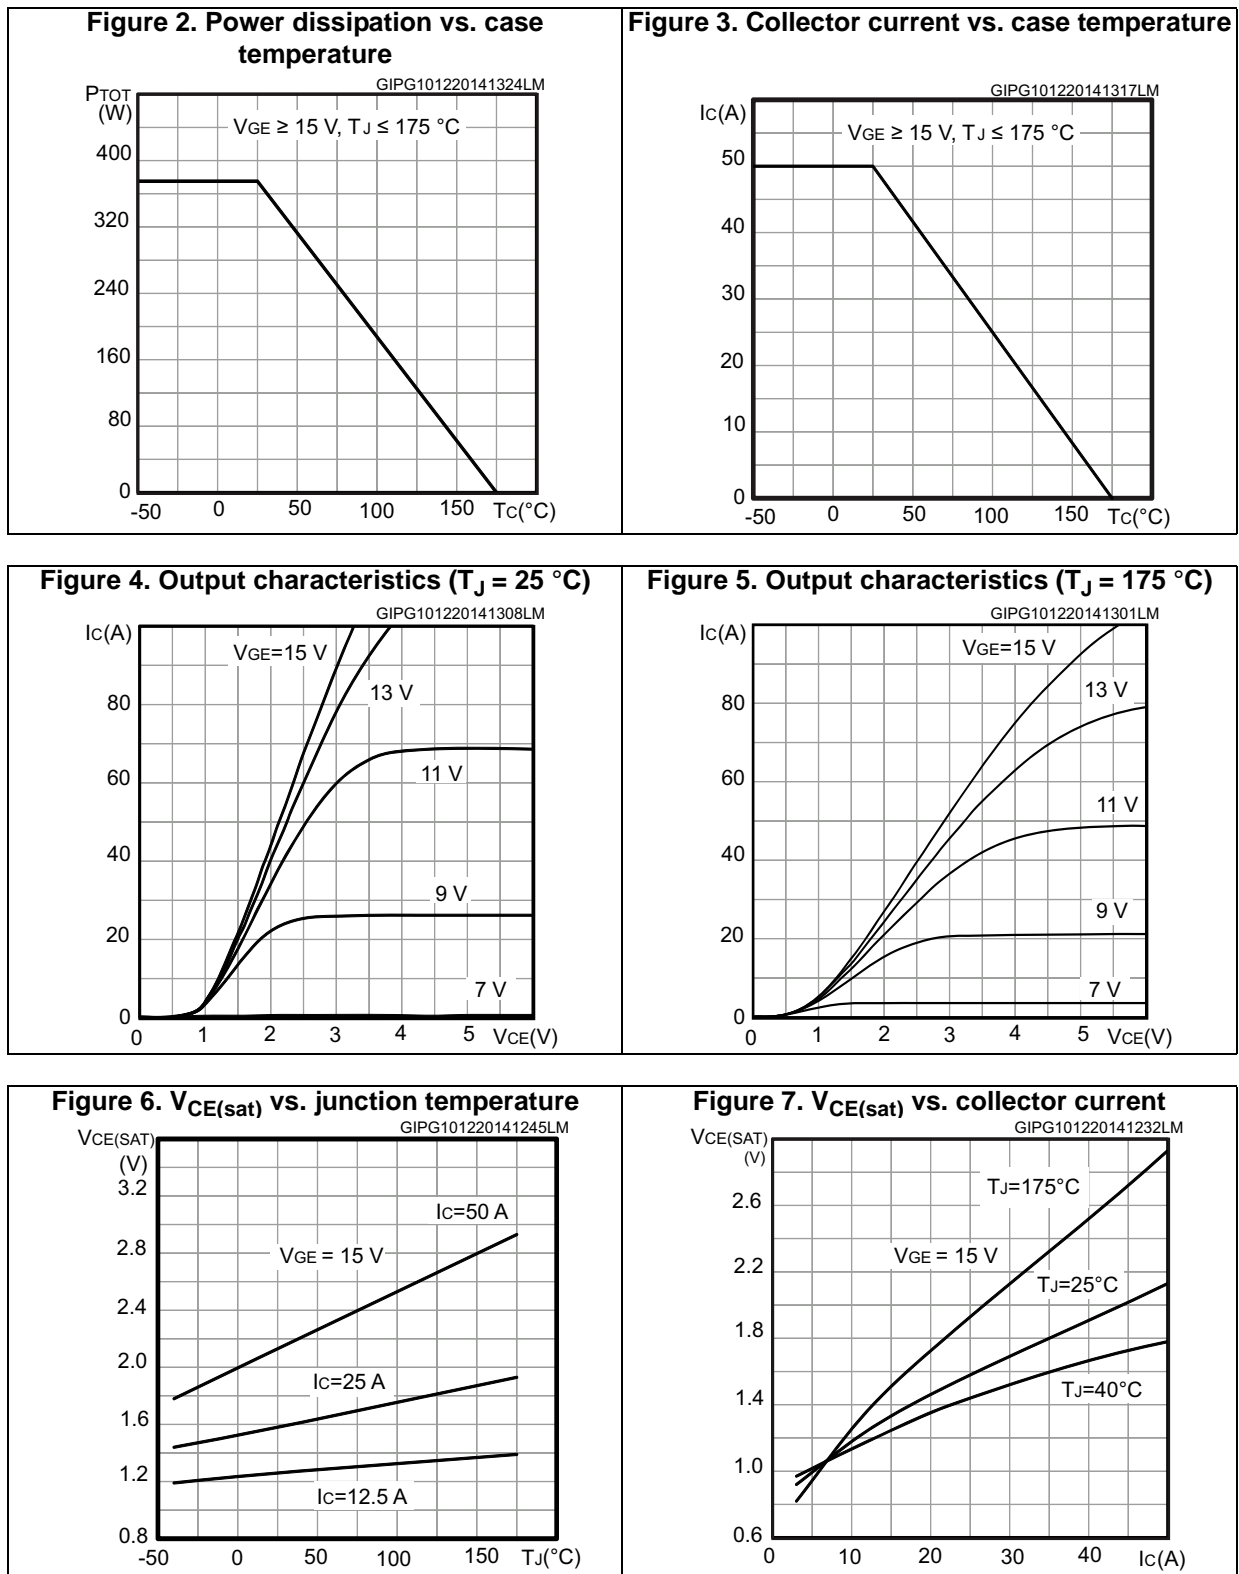 Figure 2. Power dissipation vs. case
temperature
GIPG101220141324LM
PTOT
(W)
VGE ≥ 15 V, TJ ≤ 175 °C
400
320
240
160
80
0
-50 0 50 100 150 TC(°C)
Figure 3. Collector current vs. case temperature
GIPG101220141317LM
IC(A)
VGE ≥ 15 V, TJ ≤ 175 °C
50
40
30
20
10
0
-50 0 50 100 150 TC(°C)
Figure 4. Output characteristics (TJ = 25 °C)
GIPG101220141308LM
IC(A)
VGE=15 V
13 V
80
11 V
60
40
9 V
20
7 V
0
0 1 2 3 4 5 VCE(V)
Figure 5. Output characteristics (TJ = 175 °C)
GIPG101220141301LM
IC(A)
VGE=15 V
13 V
80
60
11 V
40
9 V
20
7 V
0
0 1 2 3 4 5 VCE(V)
Figure 6. VCE(sat) vs. junction temperature
GIPG101220141245LM
VCE(SAT)
(V)
3.2
IC=50 A
2.8
VGE = 15 V
2.4
2.0
IC=25 A
1.6
1.2
IC=12.5 A
0.8
-50 0 50 100 150 TJ(°C)
Figure 7. VCE(sat) vs. collector current
GIPG101220141232LM
VCE(SAT)
(V)
TJ=175°C
2.6
VGE = 15 V
2.2
TJ=25°C
1.8
TJ=40°C
1.4
1.0
0.6
0 10 20 30 40 IC(A)